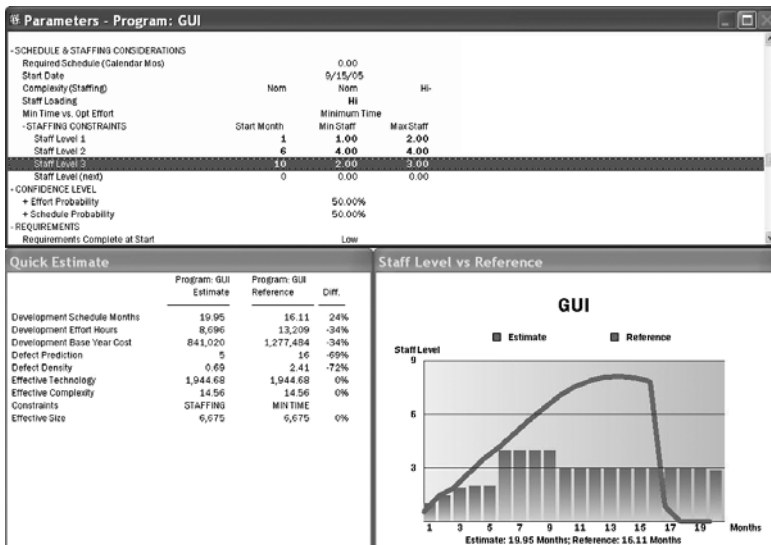 Parameters - Program: GUI
-SCHEDULE & STAFFING CONSIDERATIONS
Required Schedule (Calendar Mos) 0.00
Start Date 9/15/05
Complexity (Staffing) Nom Nom Hi-
Staff Loading Hi
Min Time vs. Opt Effort Minimum Time
-STAFFING CONSTRAINTS Start Month Min Staff Max Staff
Staff Level 1 1 1.00 2.00
Staff Level 2 6 4.00 4.00
Staff Level 3 10 2.00 3.00
Staff Level (next) 0 0.00 0.00
- CONFIDENCE LEVEL
+ Effort Probability 50.00%
+ Schedule Probability 50.00%
- REQUIREMENTS
Requirements Complete at Start Low
Quick Estimate
Program: GUI Program: GUI
Estimate Reference Diff.
Development Schedule Months 19.95 16.11 24%
Development Effort Hours 8,696 13,209 -34%
Development Base Year Cost 841,020 1,277,484 -34%
Defect Prediction 5 16 -69%
Defect Density 0.69 2.41 -72%
Effective Technology 1,944.68 1,944.68 0%
Effective Complexity 14.56 14.56 0%
Constraints STAFFING MIN TIME
Effective Size 6,675 6,675 0%
Staff Level vs Reference
GUI
Estimate Reference
Staff Level
9
6
3
1 3 5 7 9 11 13 15 17 19 Months
Estimate: 19.95 Months; Reference: 16.11 Months